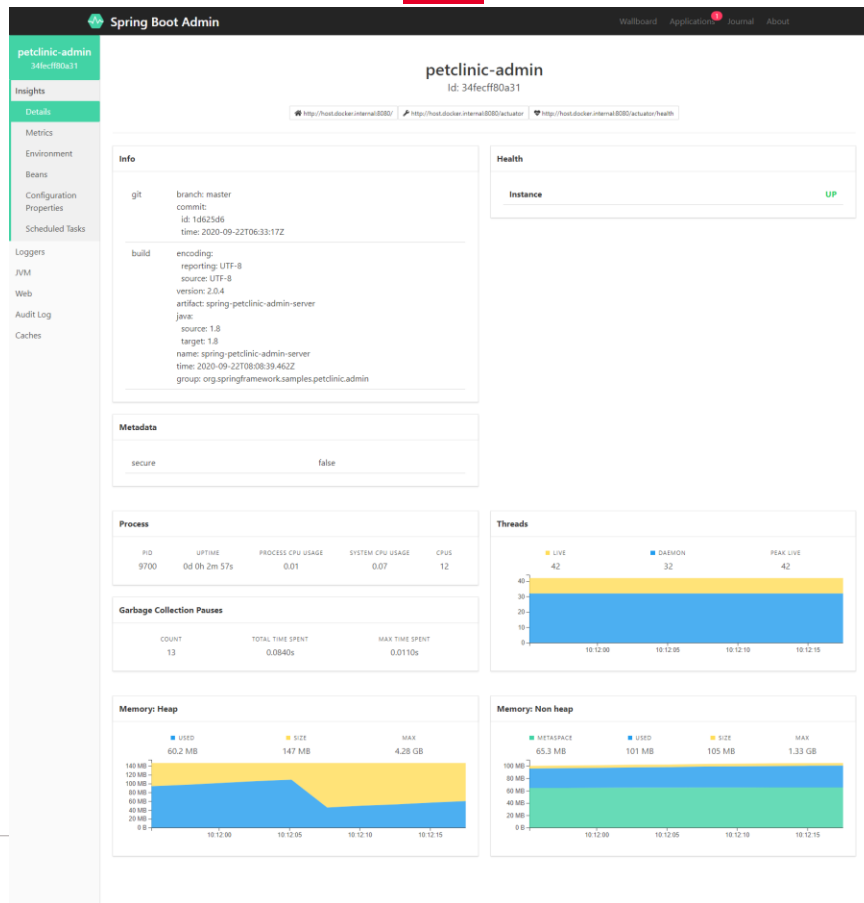 Spring Boot Admin
Wallboard Applications 1 Journal About
petclinic-admin
34fecff80a31
Insights
Details
Metrics
Environment
Beans
Configuration
Properties
Scheduled Tasks
Loggers
JVM
Web
Audit Log
Caches
petclinic-admin
Id: 34fecff80a31
http://host.docker.internal:8080/ http://host.docker.internal:8080/actuator http://host.docker.internal:8080/actuator/health
Info
git branch: master
commit:
id: 1d625d6
time: 2020-09-22T06:33:17Z
build encoding:
reporting: UTF-8
source: UTF-8
version: 2.0.4
artifact: spring-petclinic-admin-server
java:
source: 1.8
target: 1.8
name: spring-petclinic-admin-server
time: 2020-09-22T08:08:39.462Z
group: org.springframework.samples.petclinic.admin
Health
Instance UP
Metadata
secure false
Process
PID UPTIME PROCESS CPU USAGE SYSTEM CPU USAGE CPUS
9700 0d 0h 2m 57s 0.01 0.07 12
Garbage Collection Pauses
COUNT TOTAL TIME SPENT MAX TIME SPENT
13 0.0840s 0.0110s
Threads
LIVE DAEMON PEAK LIVE
42 32 42
40
30
20
10
0
10:12:00 10:12:05 10:12:10 10:12:15
Memory: Heap
USED SIZE MAX
60.2 MB 147 MB 4.28 GB
140 MB
120 MB
100 MB
80 MB
60 MB
40 MB
20 MB
0 B
10:12:00 10:12:05 10:12:10 10:12:15
Memory: Non heap
METASPACE USED SIZE MAX
65.3 MB 101 MB 105 MB 1.33 GB
100 MB
80 MB
60 MB
40 MB
20 MB
0 B
10:12:00 10:12:05 10:12:10 10:12:15